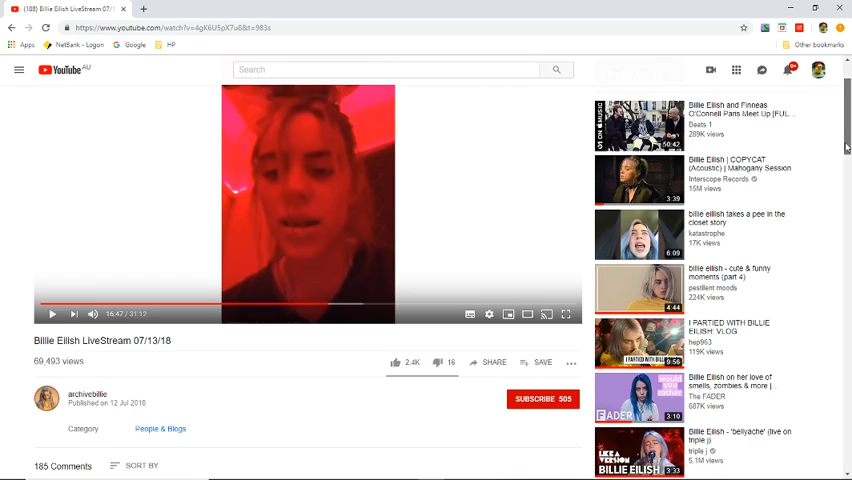 (188) Billie Eilish LiveStream 07/1
https://www.youtube.com/watch?v=4gK6U5pX7u8&t=983s
Apps NetBank - Logon Google HP Other bookmarks
YouTube AU Search 9+
Billie Eilish and Finneas
O'Connell Paris Meet Up [FUL...
Beats 1
289K views
50:42
Billie Eilish | COPYCAT
(Acoustic) | Mahogany Session
Interscope Records
15M views
3:39
billie eillish takes a pee in the
closet story
katastrophe
17K views
6:09
billie eilish - cute & funny
moments (part 4)
pestilent moods
224K views
4:44
I PARTIED WITH BILLIE
EILISH: VLOG
hep963
119K views
I PARTIED WITH BILLIE
9:56
Billie Eilish on her love of
smells, zombies & more |...
The FADER
687K views
would you
rather
FADER
3:10
Billie Eilish - 'bellyache' (live on
triple j)
triple j
5.1M views
LIKE A
VERSION
BILLIE EILISH
3:33
16:47 / 31:12
Billie Eilish LiveStream 07/13/18
69,493 views
2.4K 16 SHARE SAVE
archivebillie
Published on 12 Jul 2018
SUBSCRIBE 505
Category People & Blogs
185 Comments SORT BY